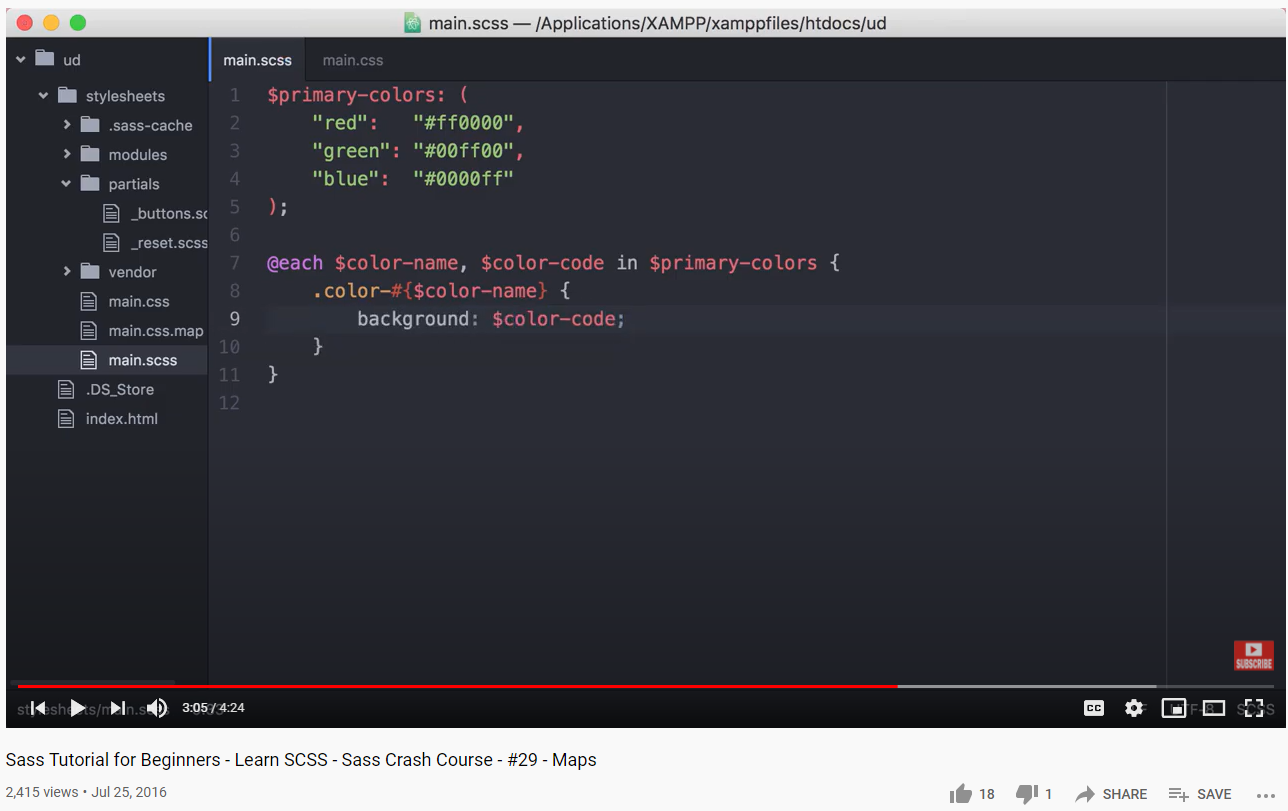 main.scss — /Applications/XAMPP/xamppfiles/htdocs/ud
ud
stylesheets
.sass-cache
modules
partials
_buttons.sc
_reset.scss
vendor
main.css
main.css.map
main.scss
.DS_Store
index.html
main.scss main.css
1 $primary-colors: (
2 "red": "#ff0000",
3 "green": "#00ff00",
4 "blue": "#0000ff"
5 );
6
7 @each $color-name, $color-code in $primary-colors {
8 .color-#{$color-name} {
9 background: $color-code;
10 }
11 }
12
SUBSCRIBE
3:05 / 4:24
CC
UTF-8 SCSS
Sass Tutorial for Beginners - Learn SCSS - Sass Crash Course - #29 - Maps
2,415 views • Jul 25, 2016
18 1 SHARE SAVE